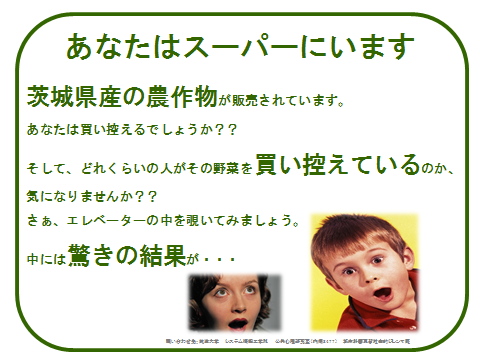 あなたはスーパーにいます
茨城県産の農作物が販売されています。
あなたは買い控えるでしょうか??
そして、どれくらいの人がその野菜を買い控えているのか、
気になりませんか??
さぁ、エレベーターの中を覗いてみましょう。
中には驚きの結果が・・・